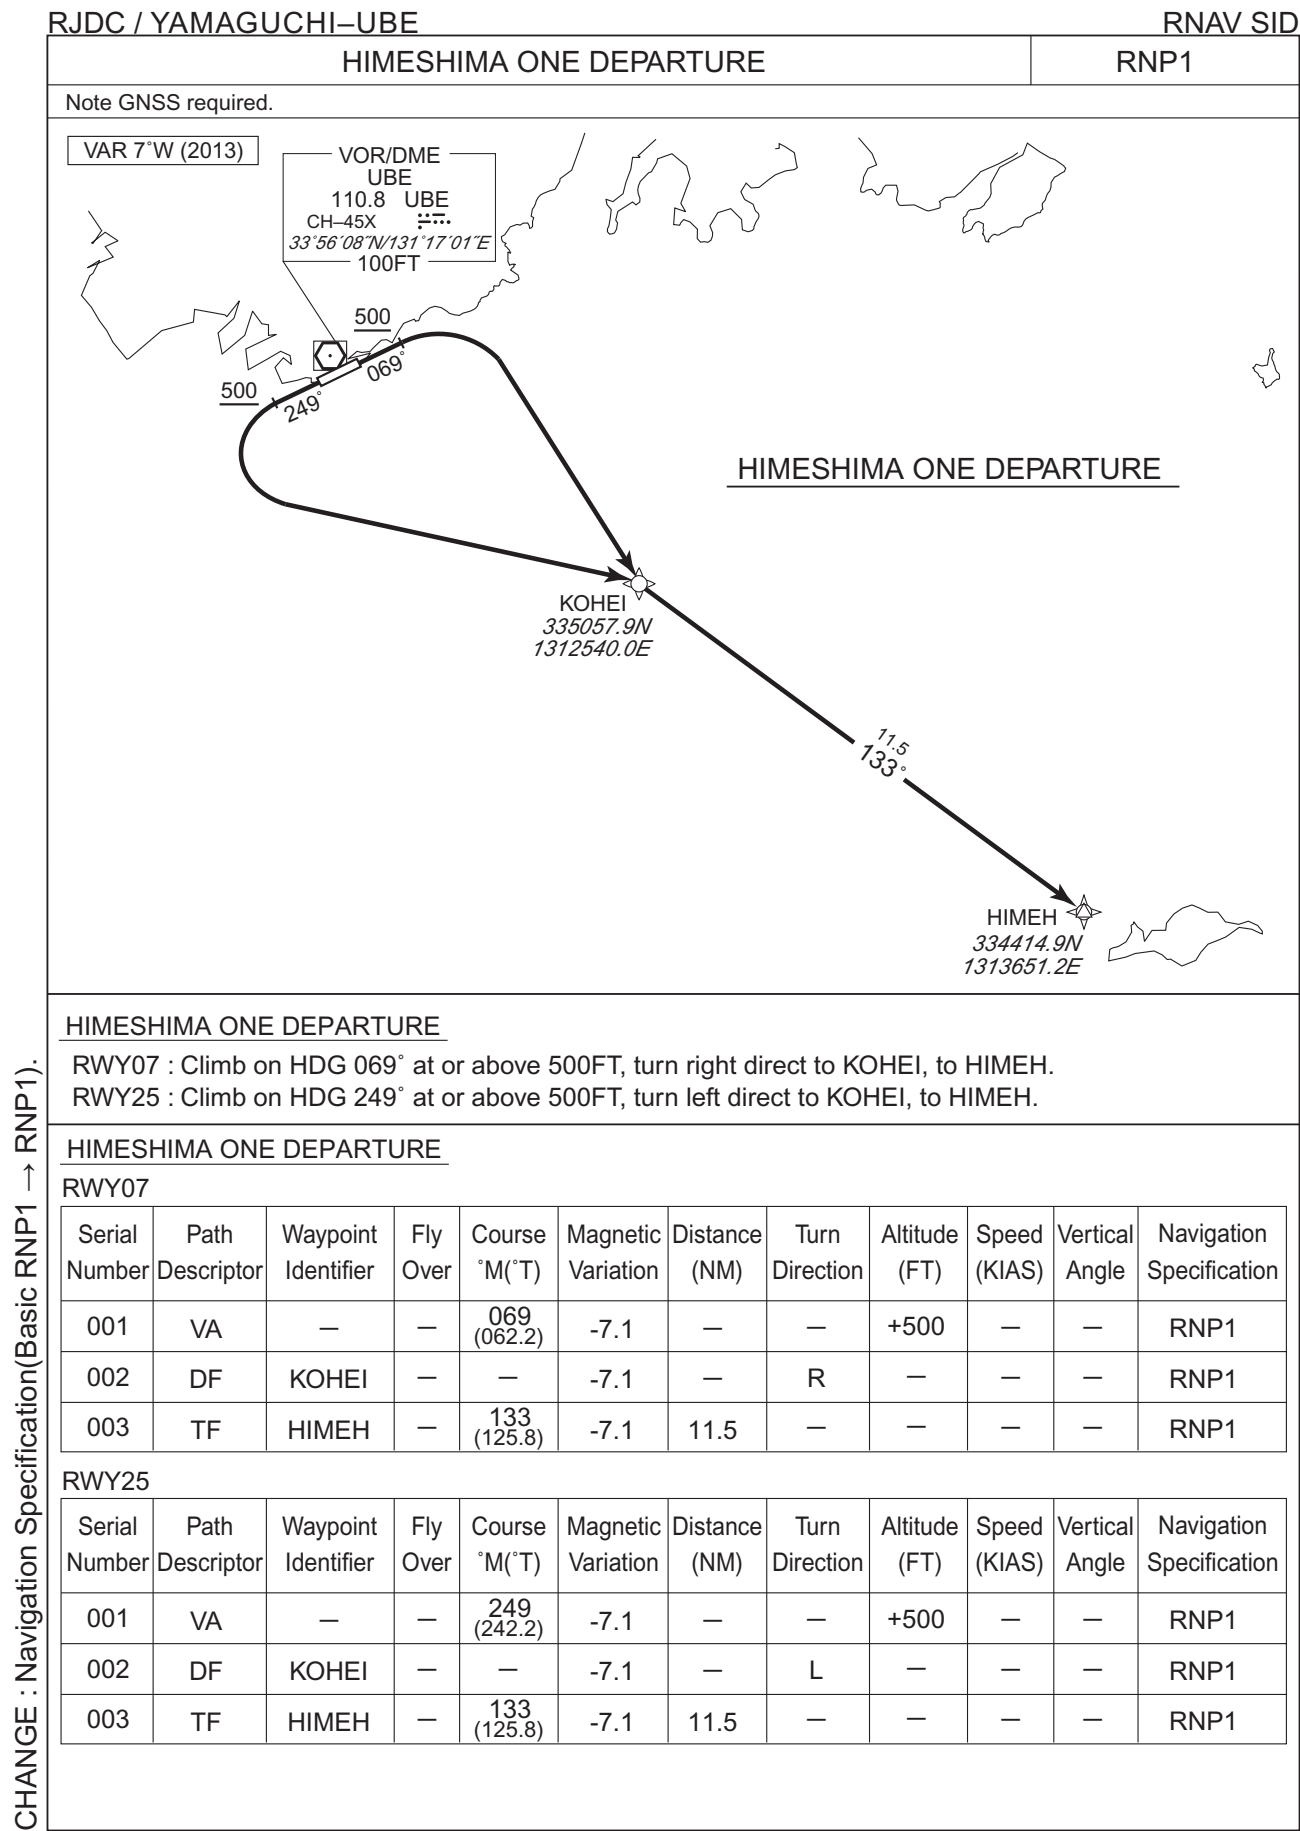 RJDC / YAMAGUCHI–UBE RNAV SID
HIMESHIMA ONE DEPARTURE RNP1
Note GNSS required.
VAR 7˚W (2013)
VOR/DME
UBE
110.8 UBE
CH–45X
33˚56′08″N/131˚17′01″E
100FT
500
069˚
500
249˚
HIMESHIMA ONE DEPARTURE
KOHEI
335057.9N
1312540.0E
11.5
133˚
HIMEH
334414.9N
1313651.2E
HIMESHIMA ONE DEPARTURE
RWY07 : Climb on HDG 069˚ at or above 500FT, turn right direct to KOHEI, to HIMEH.
RWY25 : Climb on HDG 249˚ at or above 500FT, turn left direct to KOHEI, to HIMEH.
HIMESHIMA ONE DEPARTURE
RWY07
Serial Path Waypoint Fly Course Magnetic Distance Turn Altitude Speed Vertical Navigation
Number Descriptor Identifier Over ˚M(˚T) Variation (NM) Direction (FT) (KIAS) Angle Specification
001 VA – – 069 (062.2) -7.1 – – +500 – – RNP1
002 DF KOHEI – – -7.1 – R – – – RNP1
003 TF HIMEH – 133 (125.8) -7.1 11.5 – – – – RNP1
RWY25
Serial Path Waypoint Fly Course Magnetic Distance Turn Altitude Speed Vertical Navigation
Number Descriptor Identifier Over ˚M(˚T) Variation (NM) Direction (FT) (KIAS) Angle Specification
001 VA – – 249 (242.2) -7.1 – – +500 – – RNP1
002 DF KOHEI – – -7.1 – L – – – RNP1
003 TF HIMEH – 133 (125.8) -7.1 11.5 – – – – RNP1
CHANGE : Navigation Specification(Basic RNP1 → RNP1).